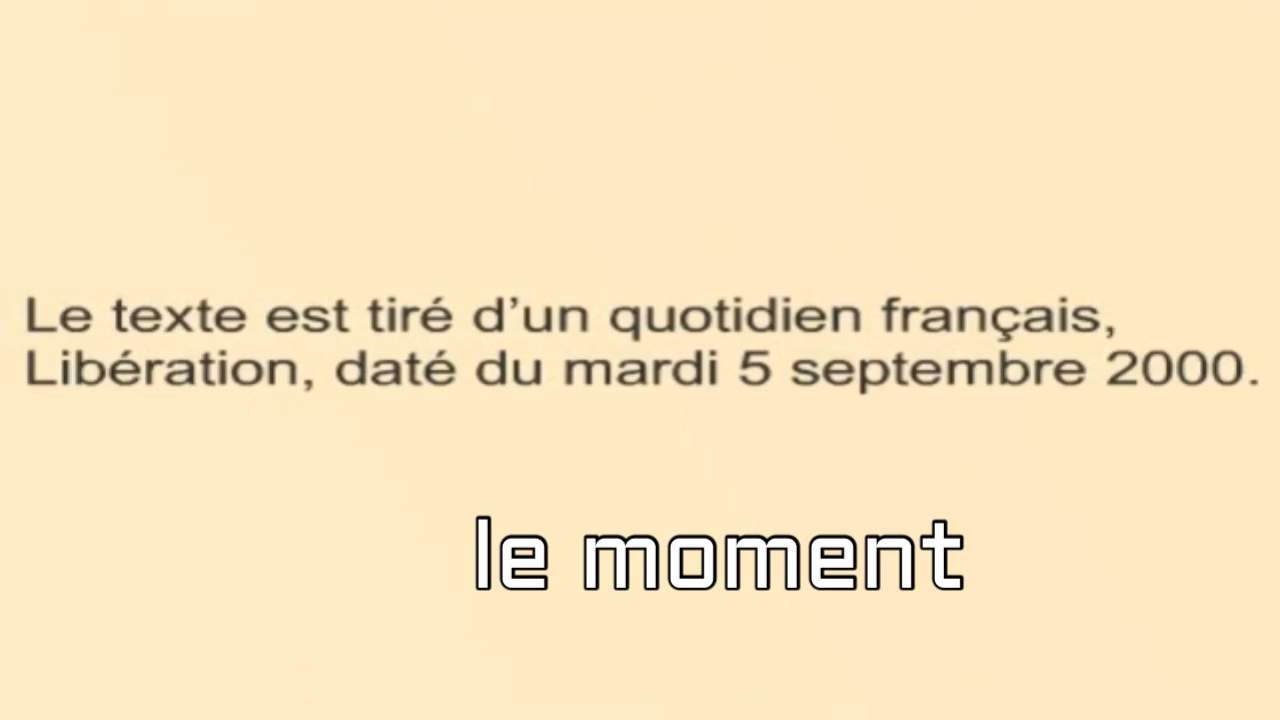 Le texte est tiré d’un quotidien français,
Libération, daté du mardi 5 septembre 2000.
le moment